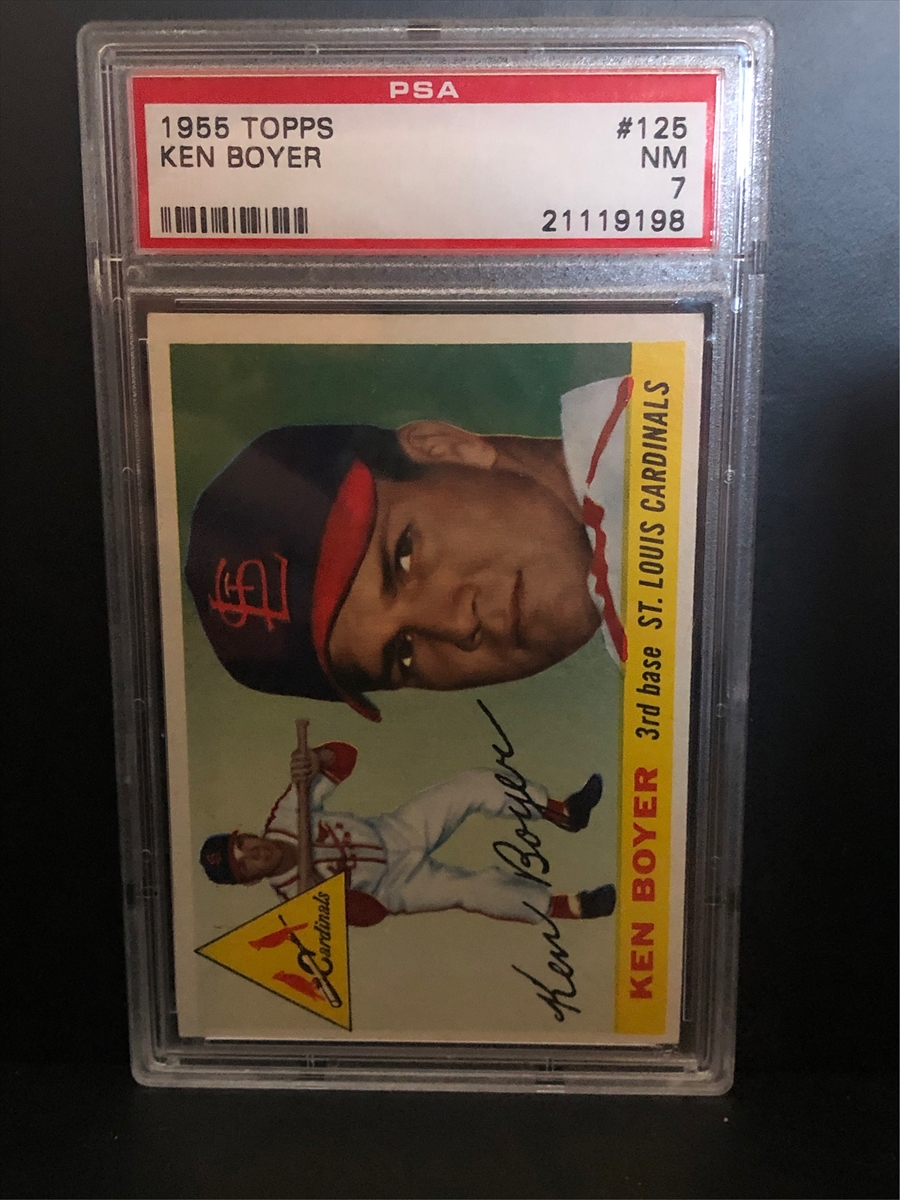 PSA
1955 TOPPS #125
KEN BOYER NM
7
21119198
KEN BOYER 3rd base ST. LOUIS CARDINALS
Ken Boyer
Cardinals
STL